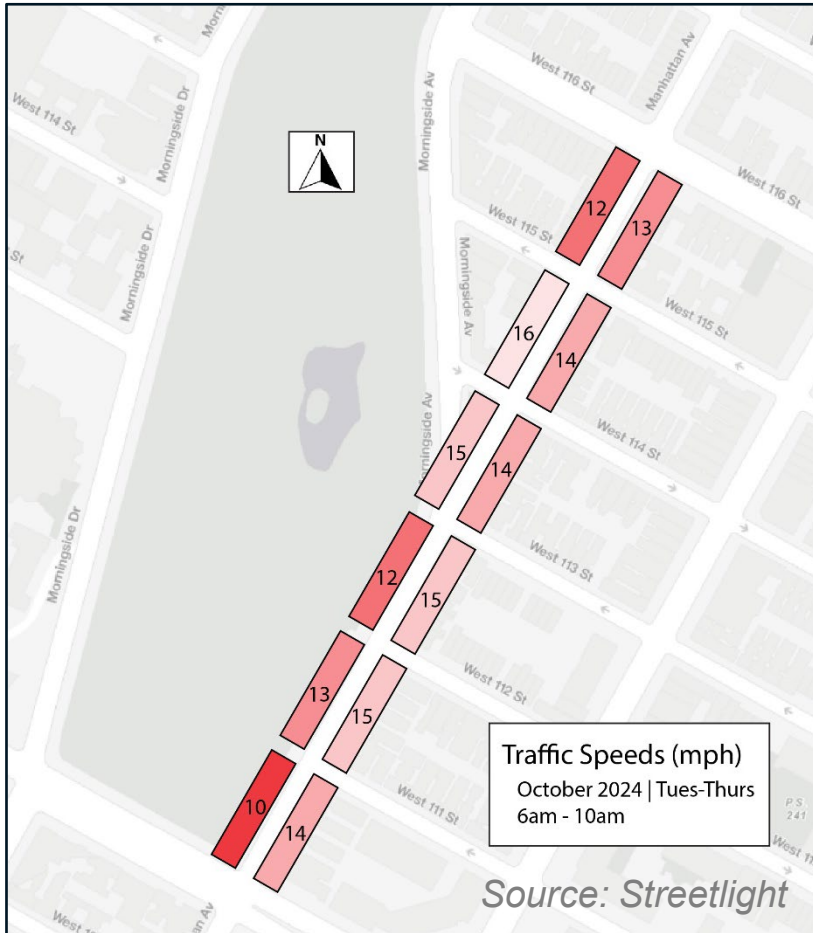 Mornin
Morningside Dr
West 114 St
Morningside Dr
Morningside Dr
N
Morningside Av
Morningside Av
Morningside Av
West 116 St
Manhattan Av
West 116 St
West 115 St
West 115 St
West 114 St
West 113 St
West 112 St
West 111 St
12
13
16
14
15
14
12
15
13
15
10
14
Traffic Speeds (mph)
October 2024 | Tues-Thurs
6am - 10am
P.S.
241
Source: Streetlight